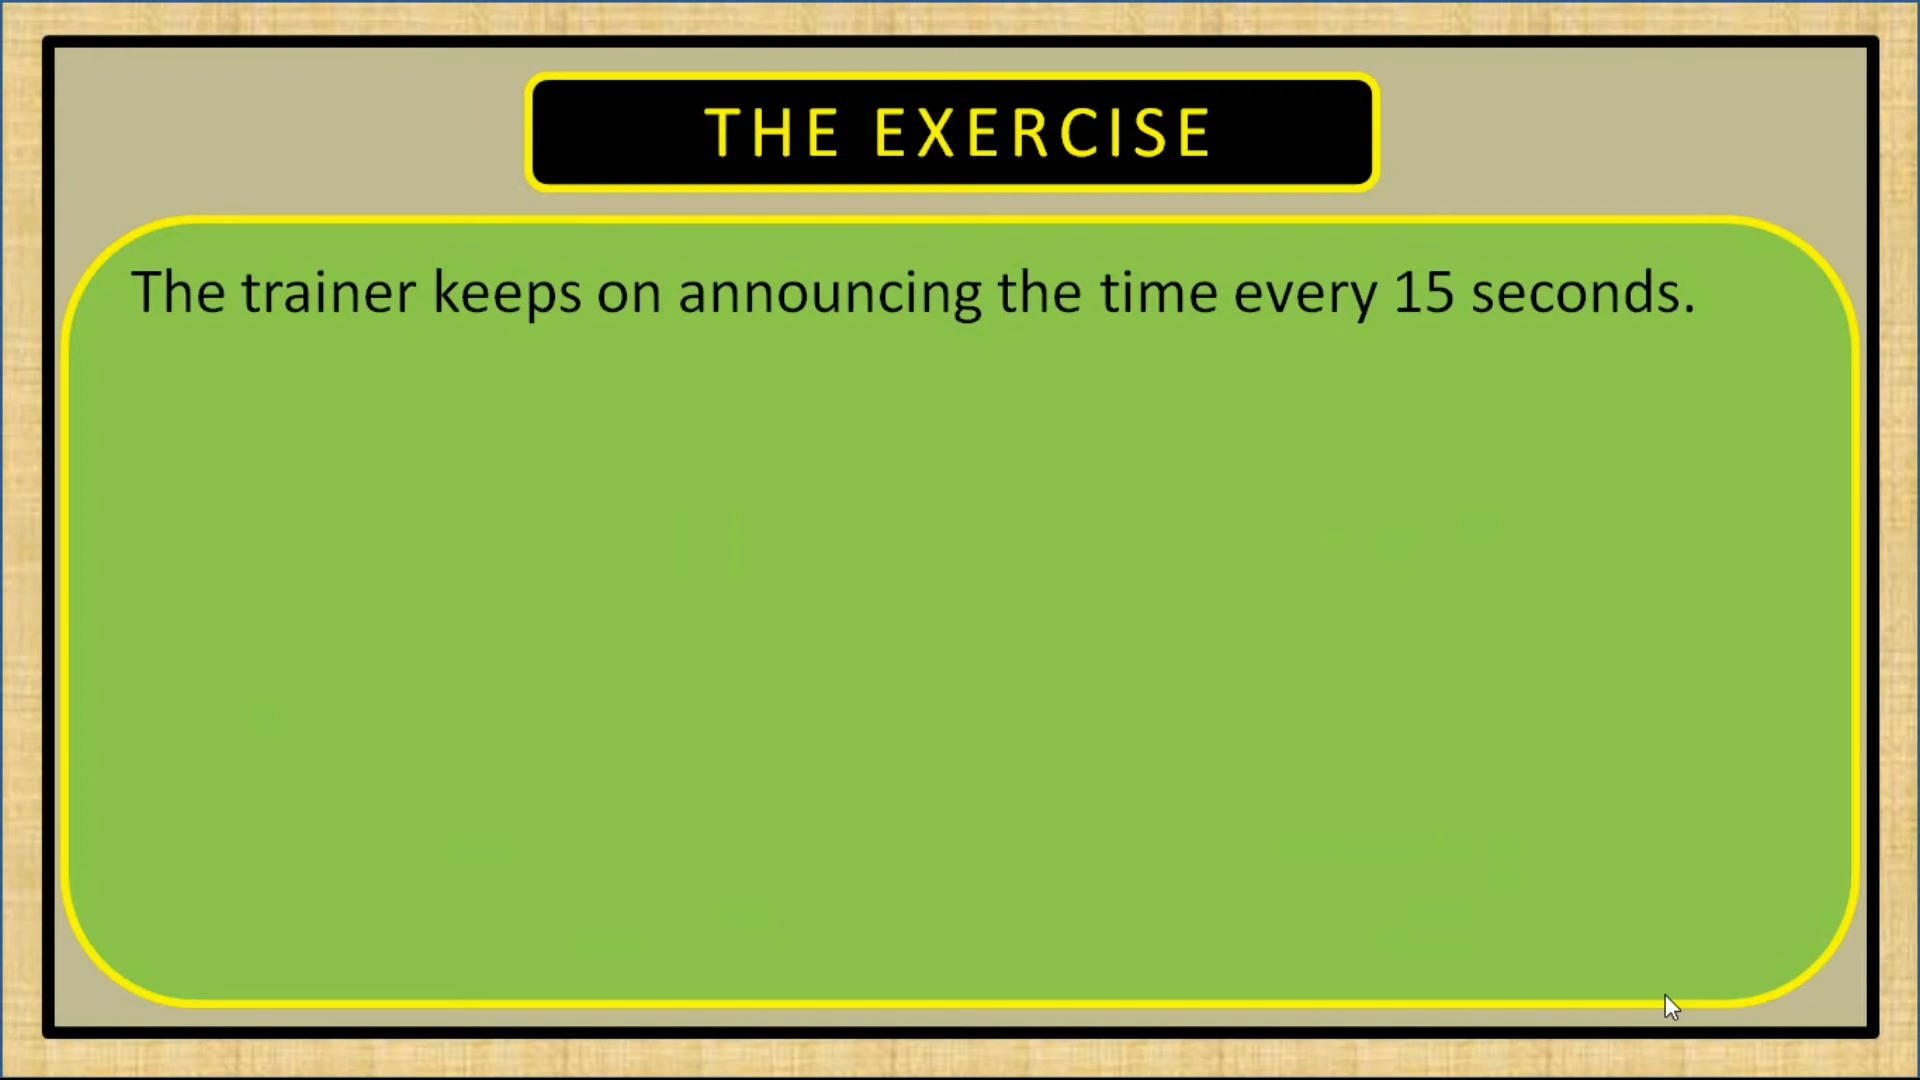 THE EXERCISE
The trainer keeps on announcing the time every 15 seconds.